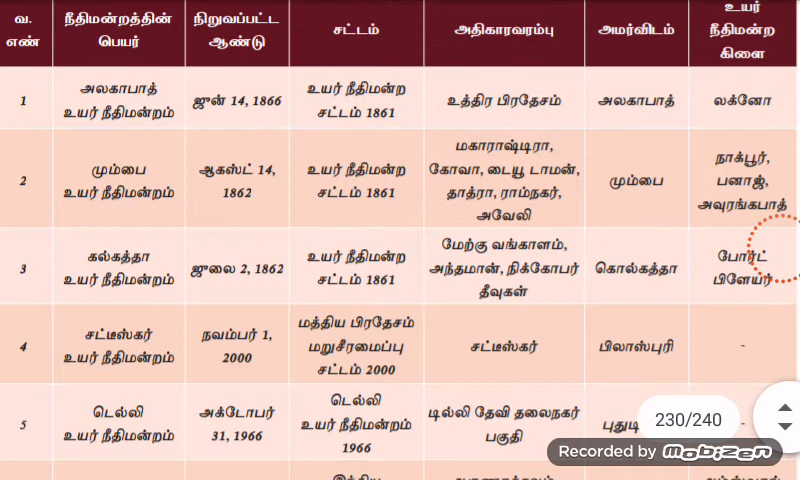 வ. எண்
நீதிமன்றத்தின் பெயர்
நிறுவப்பட்ட ஆண்டு
சட்டம்
அதிகாரவரம்பு
அமர்விடம்
உயர் நீதிமன்ற கிளை
1
அலகாபாத்
உயர் நீதிமன்றம்
ஜுன் 14, 1866
உயர் நீதிமன்ற
சட்டம் 1861
உத்திர பிரதேசம்
அலகாபாத்
லக்னோ
2
மும்பை
உயர் நீதிமன்றம்
ஆகஸ்ட் 14,
1862
உயர் நீதிமன்ற
சட்டம் 1861
மகாராஷ்டிரா,
கோவா, டையூ டாமன்,
தாத்ரா, ராம்நகர்,
அவேலி
மும்பை
நாக்பூர்,
பனாஜ்,
அவுரங்கபாத்
3
கல்கத்தா
உயர் நீதிமன்றம்
ஜுலை 2, 1862
உயர் நீதிமன்ற
சட்டம் 1861
மேற்கு வங்காளம்,
அந்தமான், நிக்கோபர்
தீவுகள்
கொல்கத்தா
போர்ட்
பிளேயர்
4
சட்டீஸ்கர்
உயர் நீதிமன்றம்
நவம்பர் 1,
2000
மத்திய பிரதேசம்
மறுசீரமைப்பு
சட்டம் 2000
சட்டீஸ்கர்
பிலாஸ்புரி
-
5
டெல்லி
உயர் நீதிமன்றம்
அக்டோபர்
31, 1966
டெல்லி
உயர் நீதிமன்றம்
1966
டில்லி தேவி தலைநகர்
பகுதி
-
230/240
Recorded by Mobizen